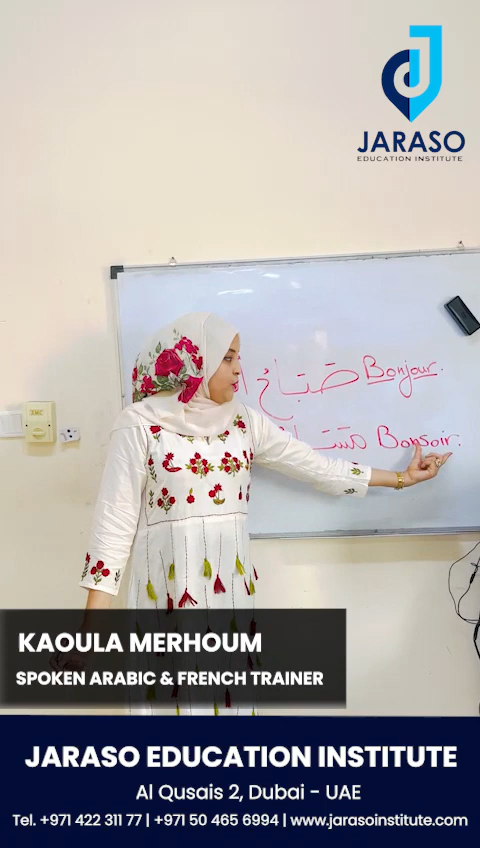 JARASO
EDUCATION INSTITUTE
صَبَاحُ Bonjour.
Bonsoir.
KAOULA MERHOUM
SPOKEN ARABIC & FRENCH TRAINER
JARASO EDUCATION INSTITUTE
Al Qusais 2, Dubai - UAE
Tel. +971 422 311 77 | +971 50 465 6994 | www.jarasoinstitute.com